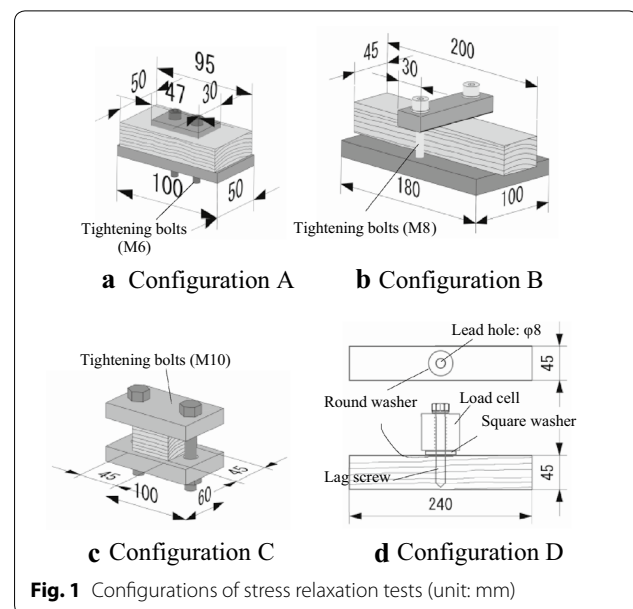 95
50
47
30
100
50
Tightening bolts
(M6)
a Configuration A
200
45
30
180
100
Tightening bolts (M8)
b Configuration B
Tightening bolts (M10)
45
100
60
45
c Configuration C
Lead hole: φ8
45
Round washer
Load cell
Square washer
Lag screw
45
240
d Configuration D
Fig. 1 Configurations of stress relaxation tests (unit: mm)